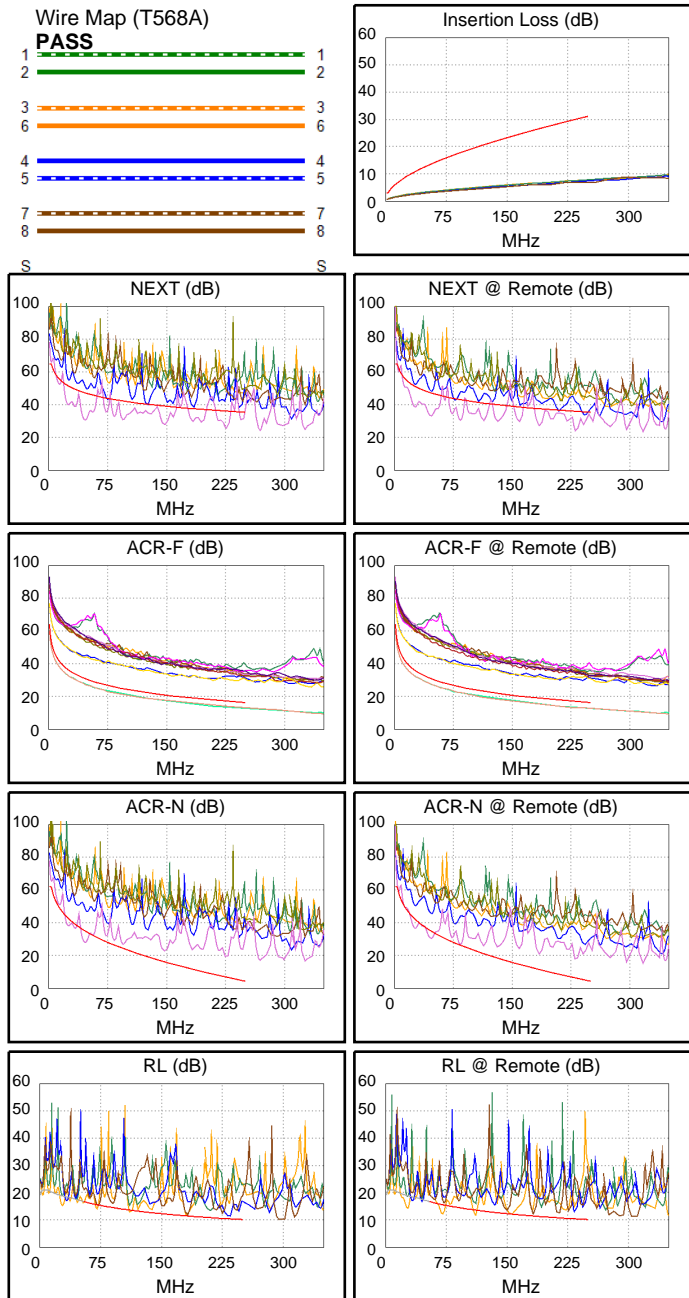 Wire Map (T568A)
PASS
1 1
2 2
3 3
6 6
4 4
5 5
7 7
8 8
S S
Insertion Loss (dB)
60
50
40
30
20
10
0
0 75 150 225 300
MHz
NEXT (dB)
100
80
60
40
20
0
0 75 150 225 300
MHz
NEXT @ Remote (dB)
100
80
60
40
20
0
0 75 150 225 300
MHz
ACR-F (dB)
100
80
60
40
20
0
0 75 150 225 300
MHz
ACR-F @ Remote (dB)
100
80
60
40
20
0
0 75 150 225 300
MHz
ACR-N (dB)
100
80
60
40
20
0
0 75 150 225 300
MHz
ACR-N @ Remote (dB)
100
80
60
40
20
0
0 75 150 225 300
MHz
RL (dB)
60
50
40
30
20
10
0
0 75 150 225 300
MHz
RL @ Remote (dB)
60
50
40
30
20
10
0
0 75 150 225 300
MHz